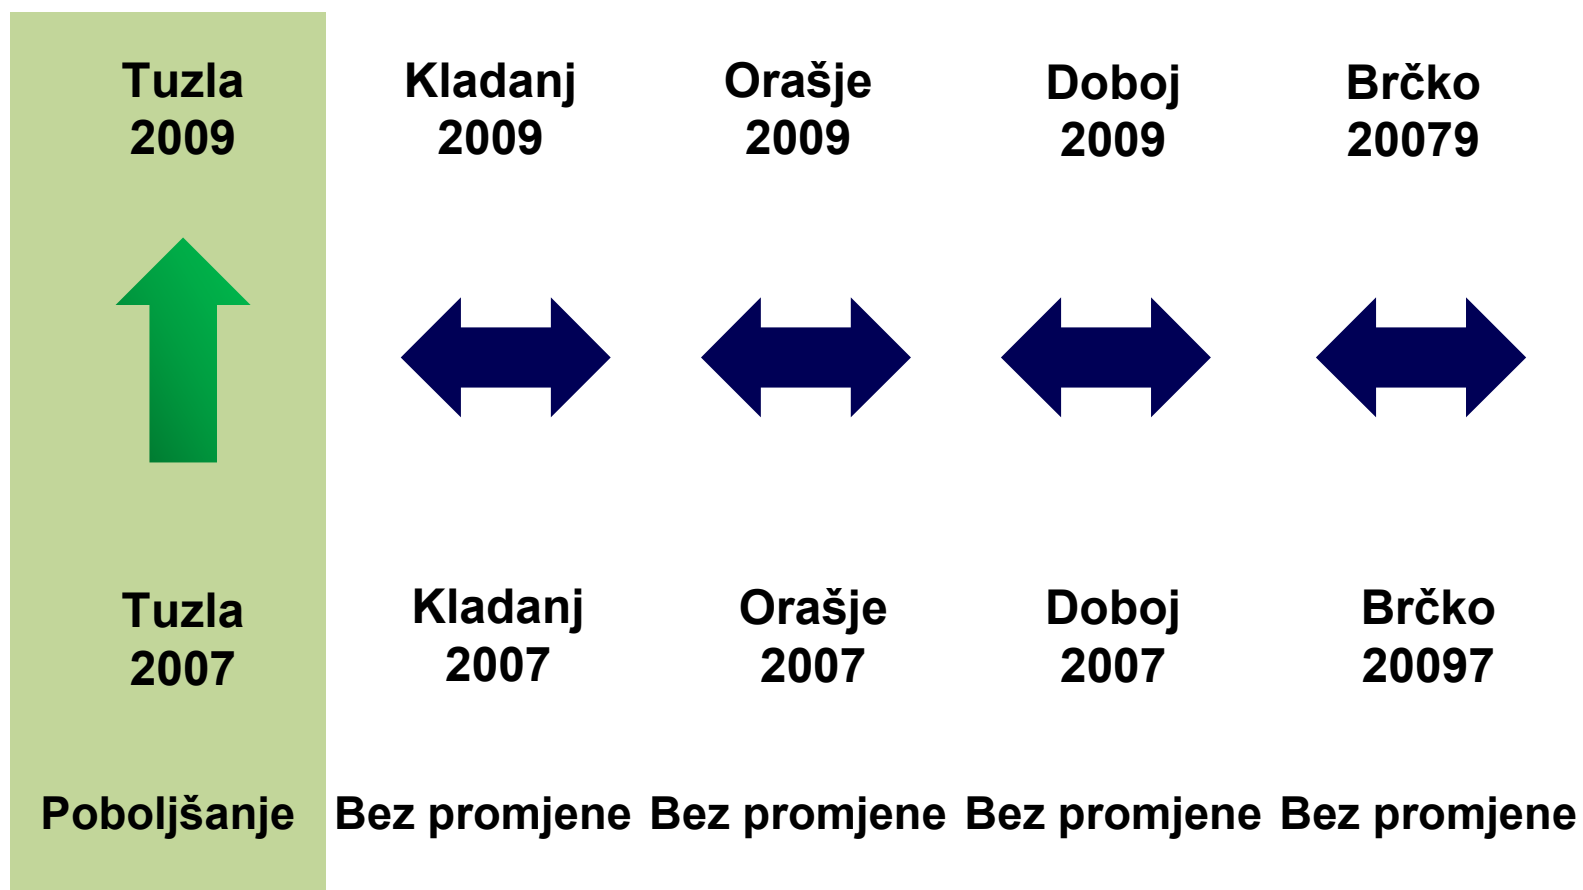 Tuzla
2009
Kladanj
2009
Orašje
2009
Doboj
2009
Brčko
20079
Tuzla
2007
Kladanj
2007
Orašje
2007
Doboj
2007
Brčko
20097
Poboljšanje
Bez promjene
Bez promjene
Bez promjene
Bez promjene